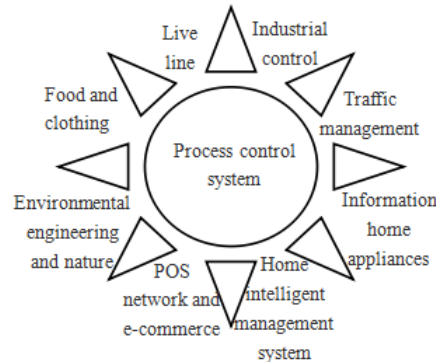 Live
line
Industrial
control
Food and
clothing
Traffic
management
Process control
system
Environmental
engineering
and nature
Information
home
appliances
POS
network and
e-commerce
Home
intelligent
management
system